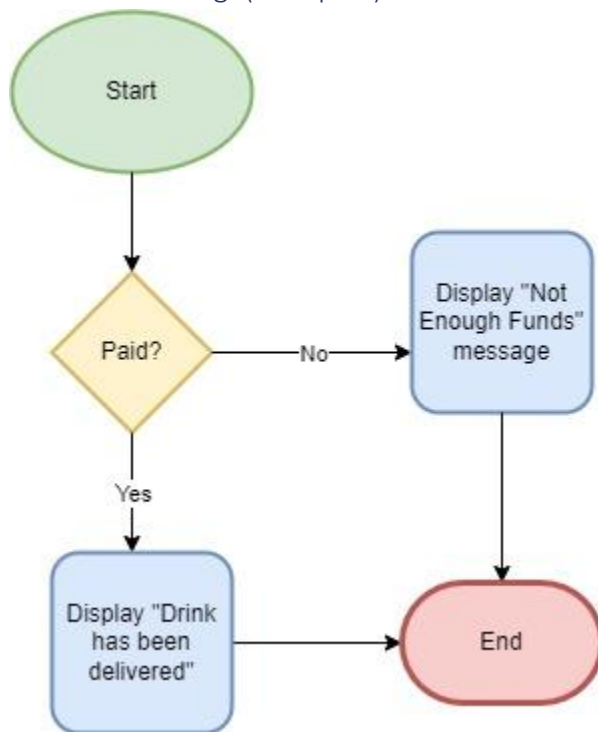 Start
Paid?
No
Display "Not
Enough Funds"
message
Yes
Display "Drink
has been
delivered"
End